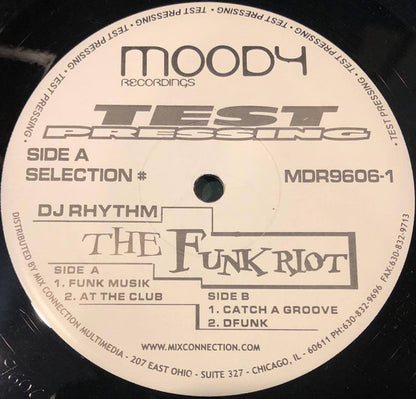 TEST PRESSING • TEST PRESSING • TEST PRESSING • TEST PRESSING • TEST PRESSING
MOODY
RECORDINGS
TEST
PRESSING
SIDE A
SELECTION # MDR9606-1
DJ RHYTHM
THE FUNK RIOT
SIDE A
1. FUNK MUSIK
2. AT THE CLUB
SIDE B
1. CATCH A GROOVE
2. DFUNK
WWW.MIXCONNECTION.COM
DISTRIBUTED BY MIX CONNECTION MULTIMEDIA - 207 EAST OHIO - SUITE 327 - CHICAGO, IL - 60611 PH:630-832-9696 FAX:630-832-9713